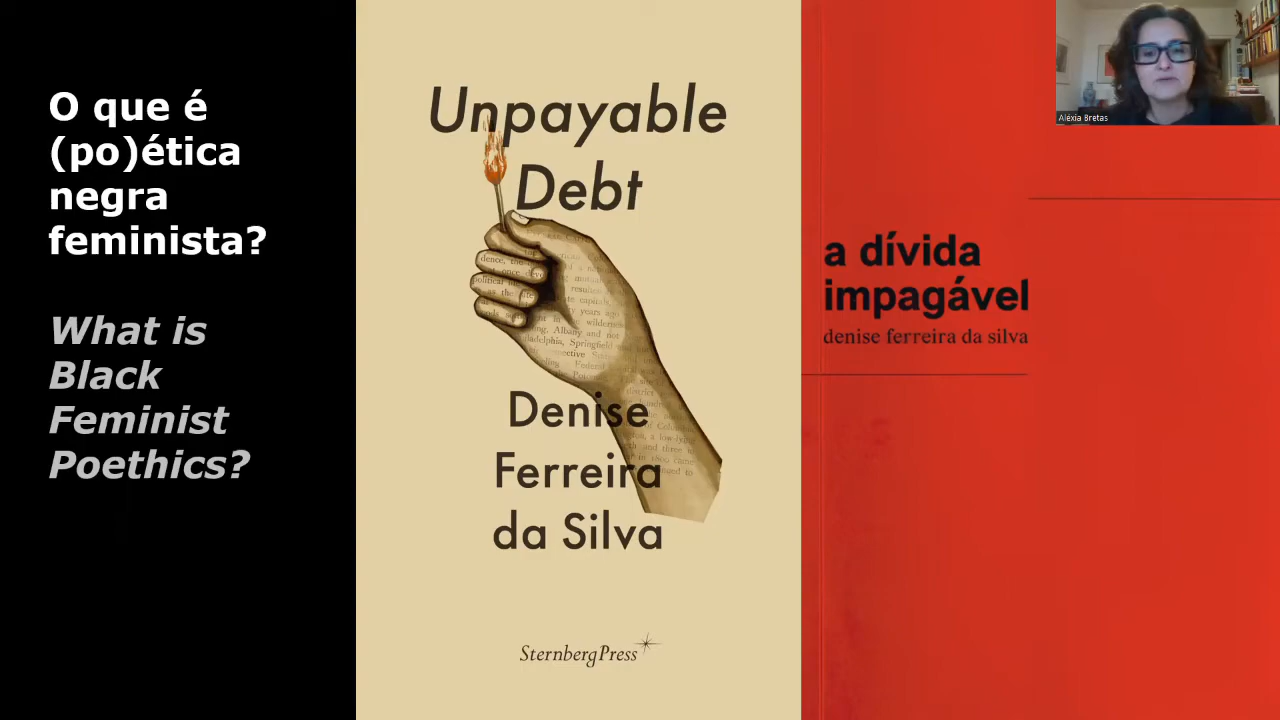 O que é
(po)ética
negra
feminista?
What is
Black
Feminist
Poethics?
Unpayable
Debt
Denise
Ferreira
da Silva
SternbergPress
a dívida
impagável
denise ferreira da silva
Aléxia Bretas